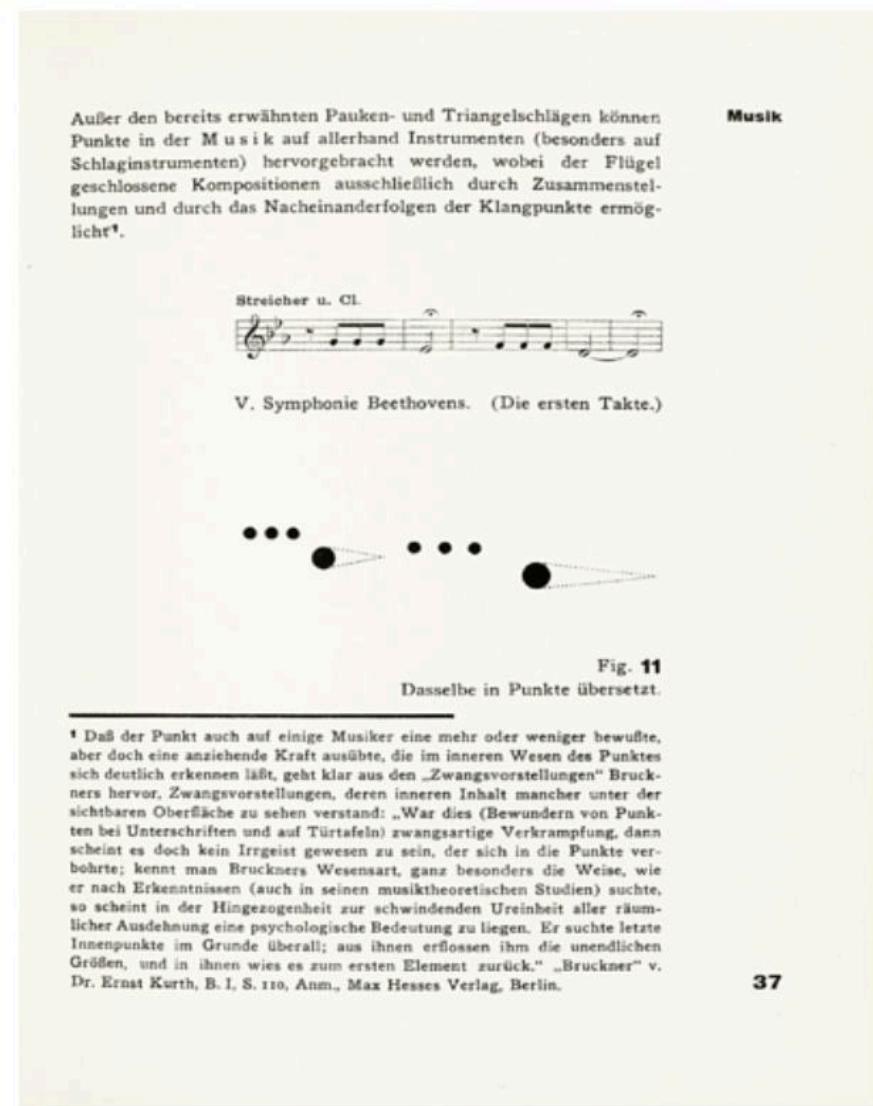 Außer den bereits erwähnten Pauken- und Triangelschlägen können
Punkte in der Musik auf allerhand Instrumenten (besonders auf
Schlaginstrumenten) hervorgebracht werden, wobei der Flügel
geschlossene Kompositionen ausschließlich durch Zusammenstel-
lungen und durch das Nacheinanderfolgen der Klangpunkte ermög-
licht¹.
Musik
Streicher u. Cl.
V. Symphonie Beethovens. (Die ersten Takte.)
Fig. 11
Dasselbe in Punkte übersetzt.
¹ Daß der Punkt auch auf einige Musiker eine mehr oder weniger bewußte,
aber doch eine anziehende Kraft ausübte, die im inneren Wesen des Punktes
sich deutlich erkennen läßt, geht klar aus den „Zwangsvorstellungen“ Bruck-
ners hervor, Zwangsvorstellungen, deren inneren Inhalt mancher unter der
sichtbaren Oberfläche zu sehen verstand: „War dies (Bewundern von Punk-
ten bei Unterschriften und auf Türtafeln) zwangsartige Verkrampfung, dann
scheint es doch kein Irrgeist gewesen zu sein, der sich in die Punkte ver-
bohrte; kennt man Bruckners Wesensart, ganz besonders die Weise, wie
er nach Erkenntnissen (auch in seinen musiktheoretischen Studien) suchte,
so scheint in der Hingezogenheit zur schwindenden Ureinheit aller räum-
licher Ausdehnung eine psychologische Bedeutung zu liegen. Er suchte letzte
Innenpunkte im Grunde überall; aus ihnen erflossen ihm die unendlichen
Größen, und in ihnen wies es zum ersten Element zurück.“ „Bruckner“ v.
Dr. Ernst Kurth, B. I, S. 110, Anm., Max Hesses Verlag, Berlin.
37